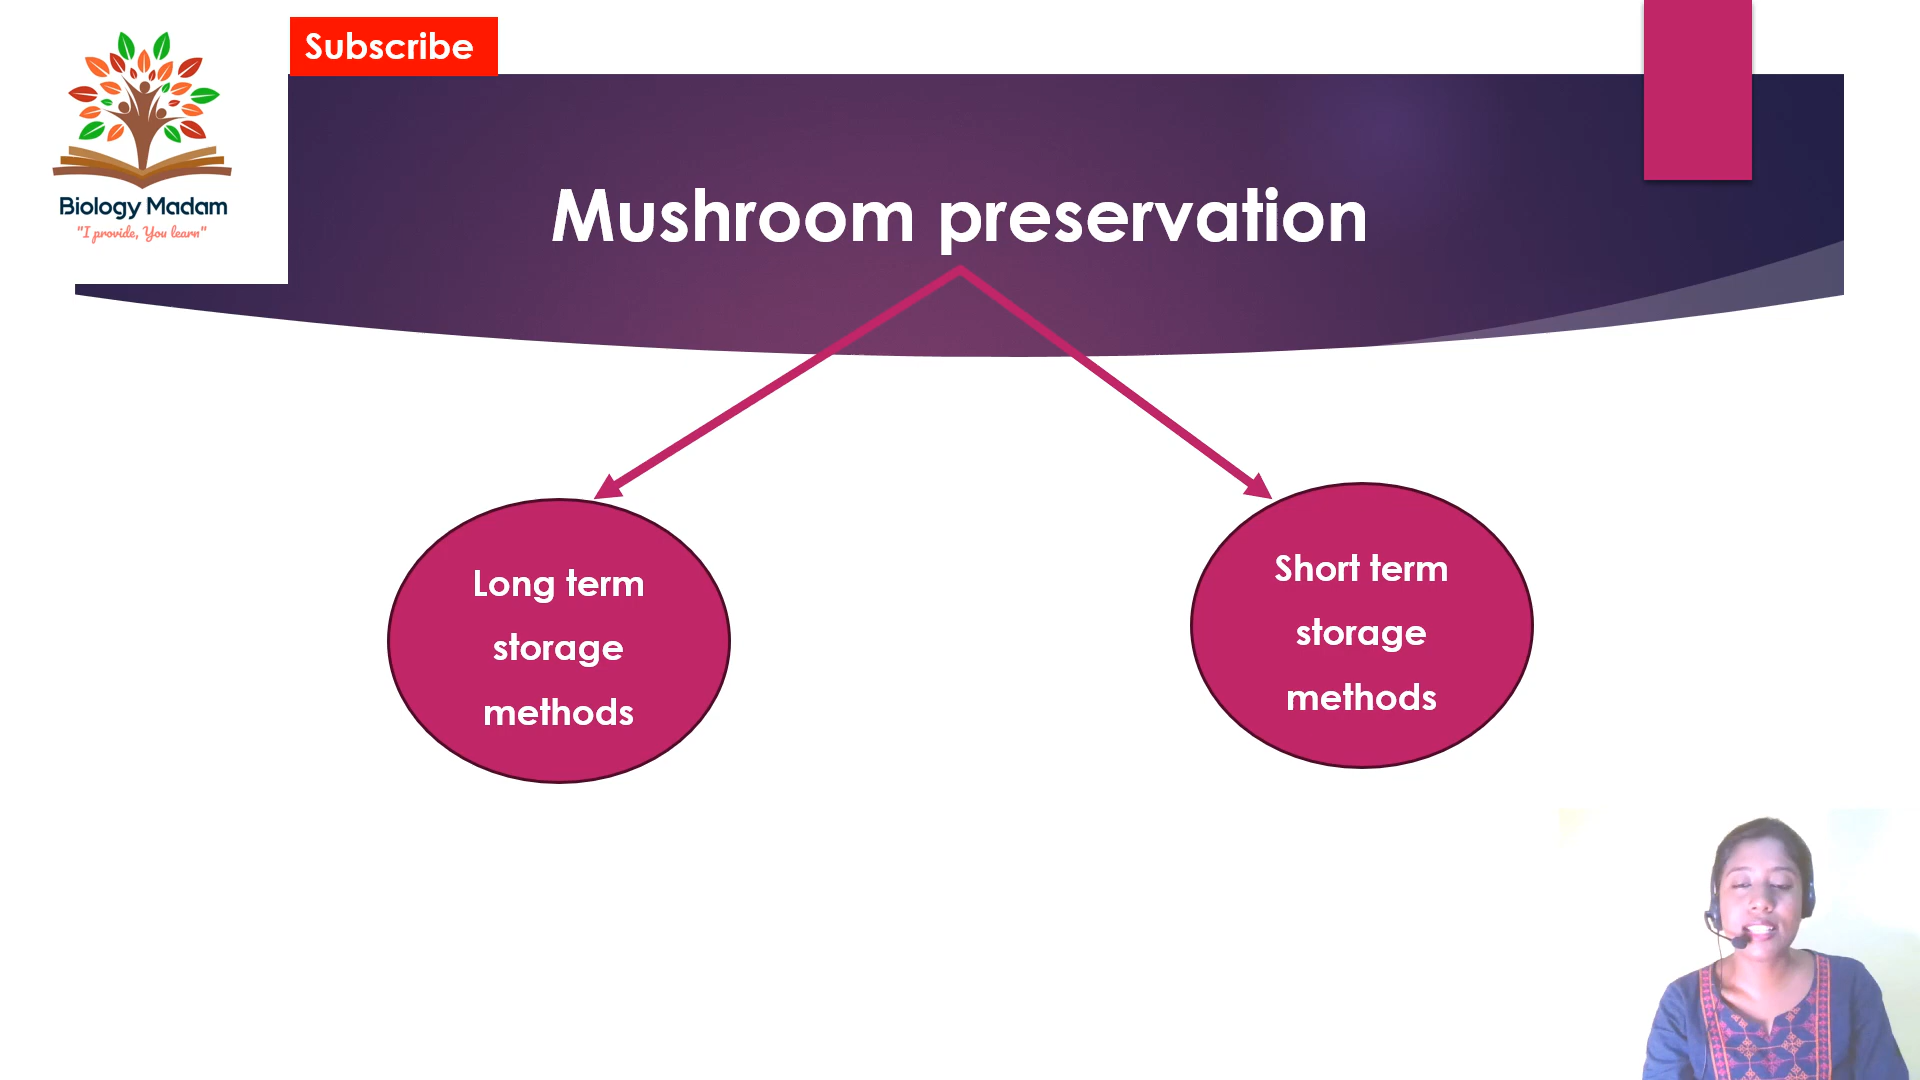 Subscribe
Biology Madam
"I provide, You learn"
Mushroom preservation
Long term
storage
methods
Short term
storage
methods